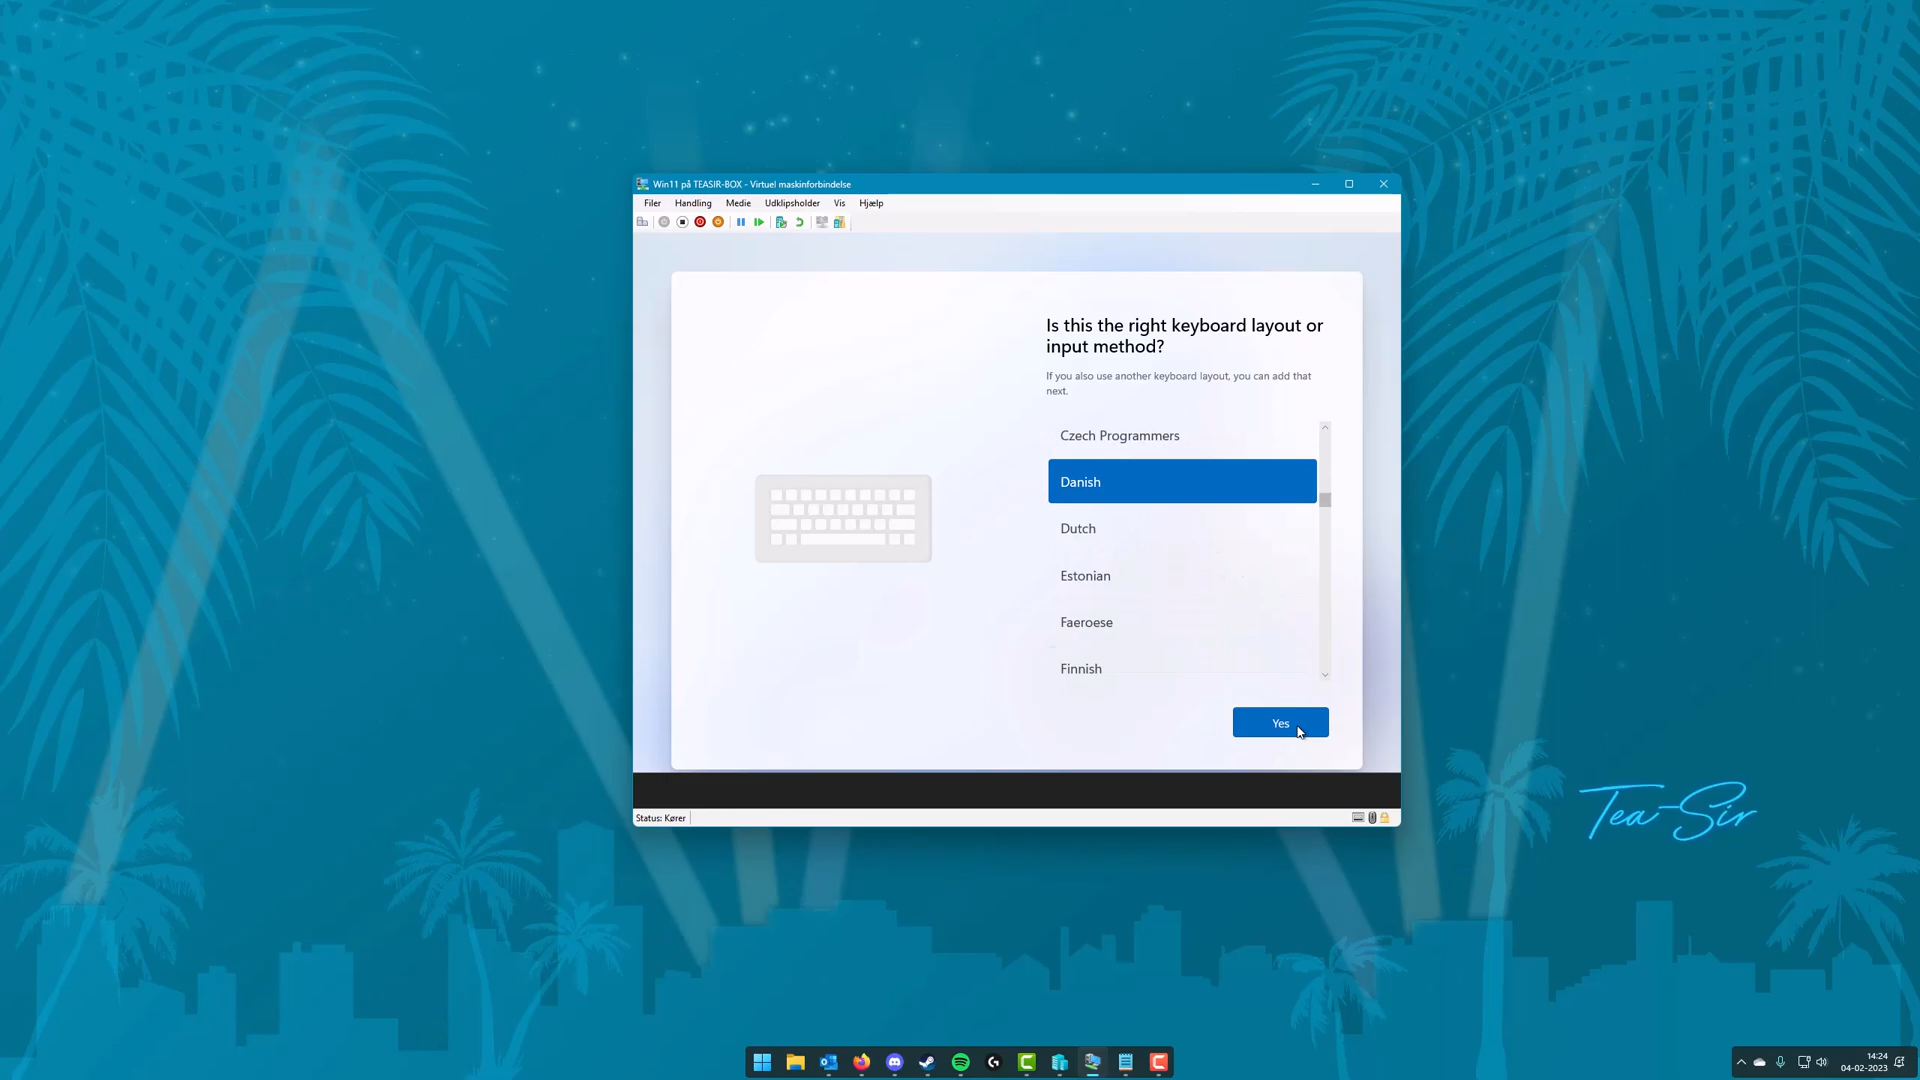 Win11 på TEASIR-BOX - Virtuel maskinforbindelse
Filer Handling Medie Udklipsholder Vis Hjælp
Is this the right keyboard layout or
input method?
If you also use another keyboard layout, you can add that
next.
Czech Programmers
Danish
Dutch
Estonian
Faeroese
Finnish
Yes
Status: Kører
Tea-Sir
14:24
04-02-2023